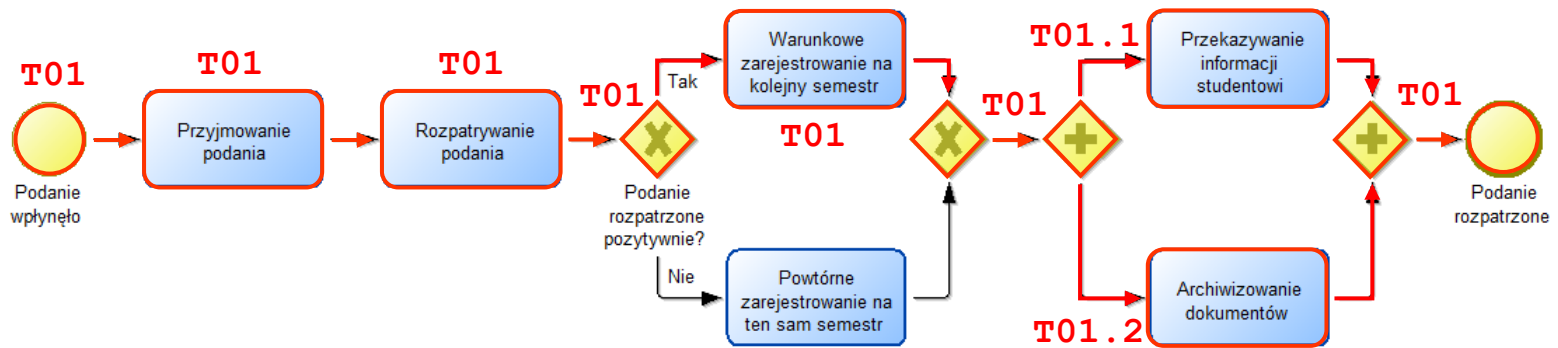 T01
Podanie
wpłynęło
T01
Przyjmowanie
podania
T01
Rozpatrywanie
podania
T01
Podanie
rozpatrzone
pozytywnie?
Tak
Warunkowe
zarejestrowanie na
kolejny semestr
T01
Nie
Powtórne
zarejestrowanie na
ten sam semestr
T01
T01.1
Przekazywanie
informacji
studentowi
T01.2
Archiwizowanie
dokumentów
T01
Podanie
rozpatrzone